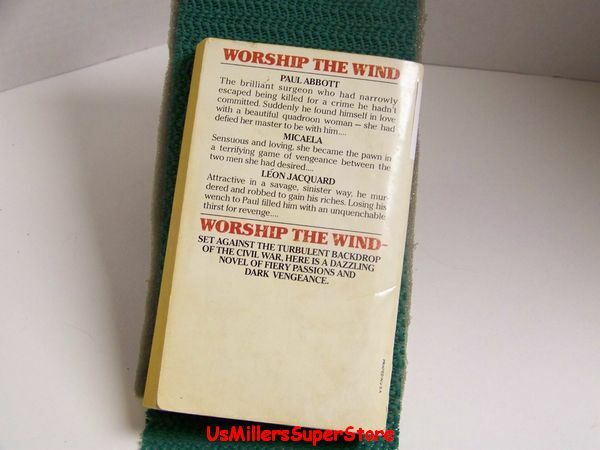 WORSHIP THE WIND
PAUL ABBOTT
The brilliant surgeon who had narrowly
escaped being killed for a crime he hadn't
committed. Suddenly he found himself in love
with a beautiful quadroon woman — she had
defied her master to be with him....
MICAELA
Sensuous and loving, she became the pawn in
a terrifying game of vengeance between the
two men she had desired....
LÉON JACQUARD
Attractive in a savage, sinister way, he mur-
dered and robbed to gain his riches. Losing his
wench to Paul filled him with an unquenchable
thirst for revenge....
WORSHIP THE WIND-
SET AGAINST THE TURBULENT BACKDROP
OF THE CIVIL WAR, HERE IS A DAZZLING
NOVEL OF FIERY PASSIONS AND
DARK VENGEANCE.
UsMillersSuperStore